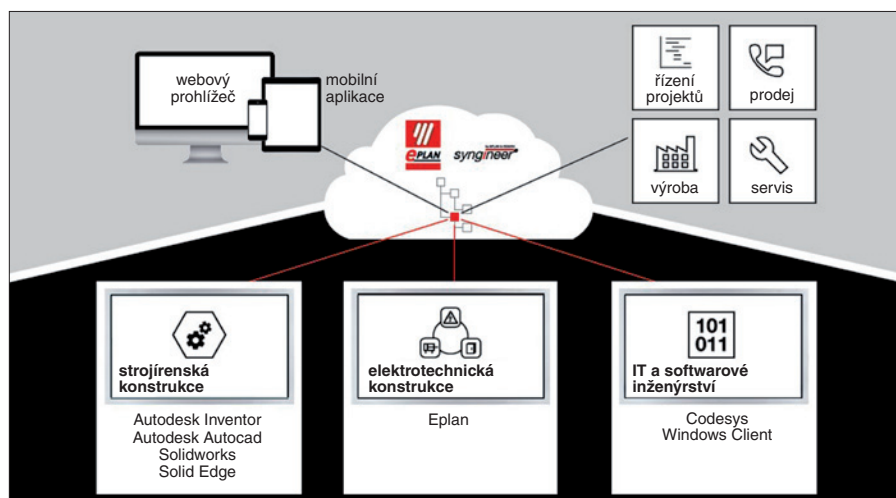 webový
prohlížeč
mobilní
aplikace
řízení
projektů
prodej
výroba
servis
ePLAN
syngineer
strojírenská
konstrukce
Autodesk Inventor
Autodesk Autocad
Solidworks
Solid Edge
elektrotechnická
konstrukce
Eplan
101
011
IT a softwarové
inženýrství
Codesys
Windows Client